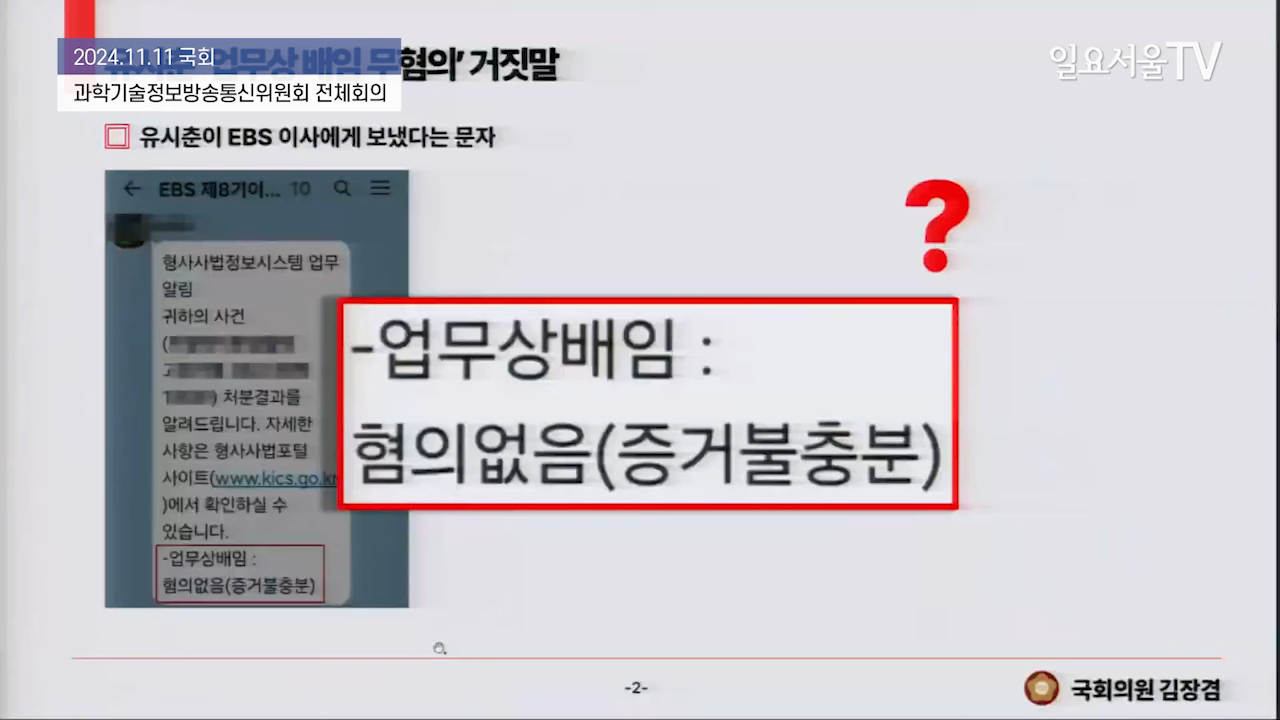 2024.11.11 국회
과학기술정보방송통신위원회 전체회의
업무상 배임 무혐의' 거짓말
일요서울TV
유시춘이 EBS 이사에게 보냈다는 문자
EBS 제8기이... 10
형사사법정보시스템 업무
알림
귀하의 사건
(
) 처분결과를
알려드립니다. 자세한
사항은 형사사법포털
사이트(www.kics.go.kr
)에서 확인하실 수
있습니다.
-업무상배임 :
혐의없음(증거불충분)
?
-업무상배임 :
혐의없음(증거불충분)
-2-
국회의원 김장겸